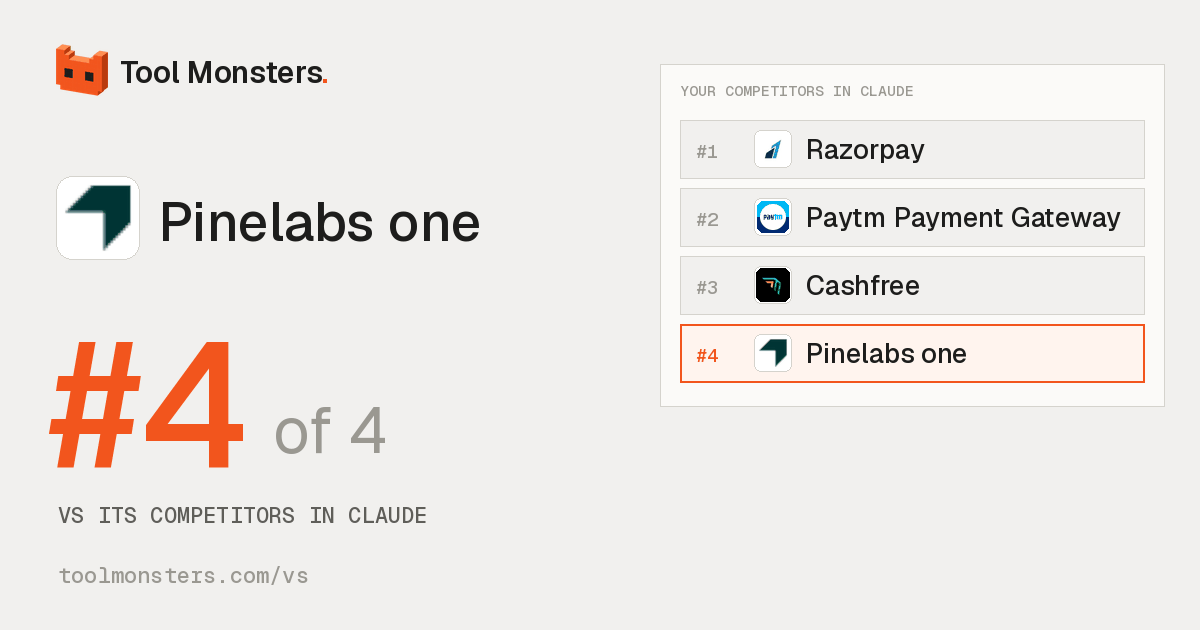 Tool Monsters.
Pinelabs one
#4 of 4
VS ITS COMPETITORS IN CLAUDE
toolmonsters.com/vs
YOUR COMPETITORS IN CLAUDE
#1 Razorpay
#2 Paytm Paytm Payment Gateway
#3 Cashfree
#4 Pinelabs one